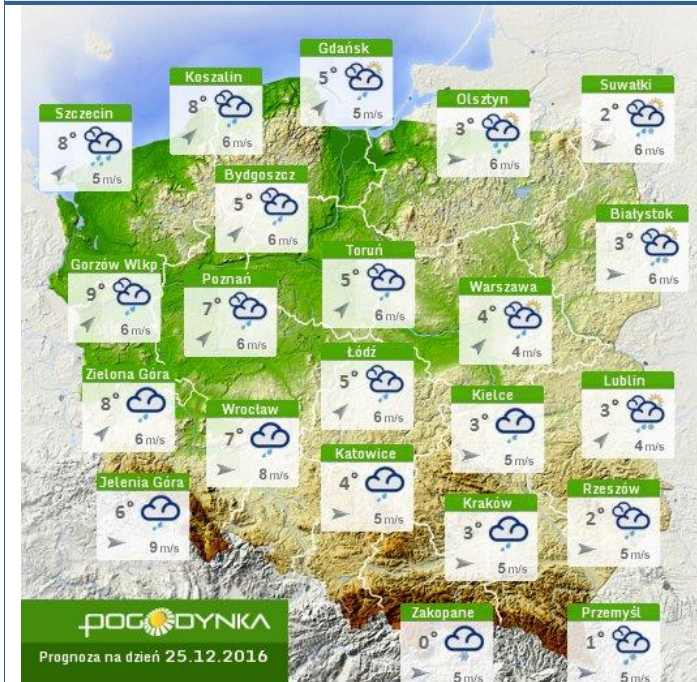 Gdańsk
5°
5 m/s
Koszalin
8°
6 m/s
Suwałki
2°
6 m/s
Olsztyn
3°
6 m/s
Szczecin
8°
5 m/s
Bydgoszcz
5°
6 m/s
Białystok
3°
6 m/s
Toruń
5°
6 m/s
Gorzów Wlkp
9°
6 m/s
Poznań
7°
6 m/s
Warszawa
4°
4 m/s
Łódź
5°
6 m/s
Zielona Góra
8°
6 m/s
Lublin
3°
4 m/s
Kielce
3°
5 m/s
Wrocław
7°
8 m/s
Katowice
4°
5 m/s
Jelenia Góra
6°
9 m/s
Rzeszów
2°
5 m/s
Kraków
3°
5 m/s
Zakopane
0°
5 m/s
Przemyśl
1°
5 m/s
POGODYNKA
Prognoza na dzień 25.12.2016